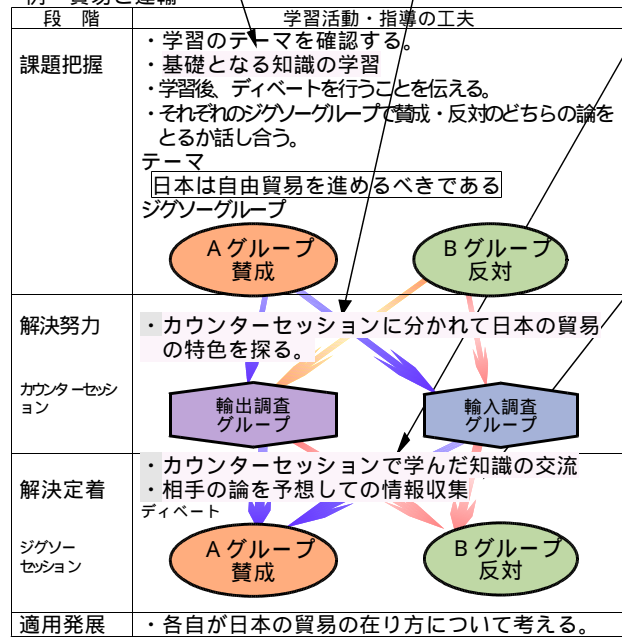 段　階
学習活動・指導の工夫
課題把握
・学習のテーマを確認する。
・基礎となる知識の学習
・学習後、ディベートを行うことを伝える。
・それぞれのジグソーグループで賛成・反対のどちらの論を
とるか話し合う。
テーマ
日本は自由貿易を進めるべきである
ジグソーグループ
Aグループ
賛成
Bグループ
反対
解決努力
カウンターセッシ
ョン
・カウンターセッションに分かれて日本の貿易
の特色を探る。
輸出調査
グループ
輸入調査
グループ
解決定着
ジグソー
セッション
・カウンターセッションで学んだ知識の交流
・相手の論を予想しての情報収集
ディベート
Aグループ
賛成
Bグループ
反対
適用発展
・各自が日本の貿易の在り方について考える。